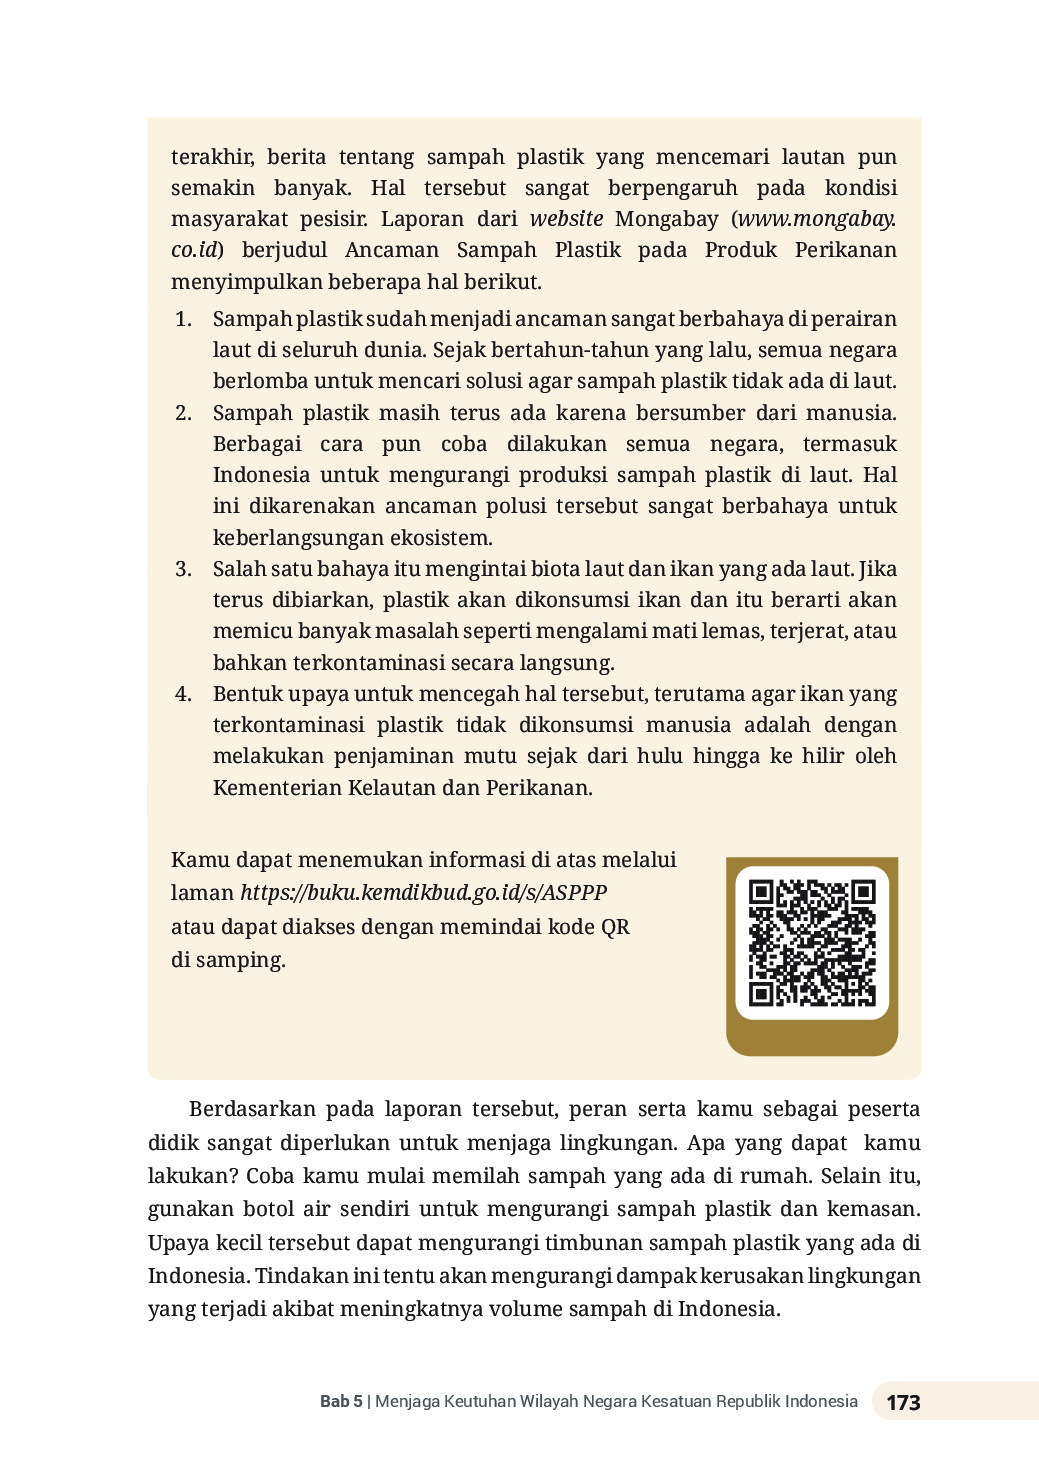 terakhir, berita tentang sampah plastik yang mencemari lautan pun
semakin banyak. Hal tersebut sangat berpengaruh pada kondisi
masyarakat pesisir. Laporan dari website Mongabay (www.mongabay.
co.id) berjudul Ancaman Sampah Plastik pada Produk Perikanan
menyimpulkan beberapa hal berikut.
1. Sampah plastik sudah menjadi ancaman sangat berbahaya di perairan
laut di seluruh dunia. Sejak bertahun-tahun yang lalu, semua negara
berlomba untuk mencari solusi agar sampah plastik tidak ada di laut.
2. Sampah plastik masih terus ada karena bersumber dari manusia.
Berbagai cara pun coba dilakukan semua negara, termasuk
Indonesia untuk mengurangi produksi sampah plastik di laut. Hal
ini dikarenakan ancaman polusi tersebut sangat berbahaya untuk
keberlangsungan ekosistem.
3. Salah satu bahaya itu mengintai biota laut dan ikan yang ada laut. Jika
terus dibiarkan, plastik akan dikonsumsi ikan dan itu berarti akan
memicu banyak masalah seperti mengalami mati lemas, terjerat, atau
bahkan terkontaminasi secara langsung.
4. Bentuk upaya untuk mencegah hal tersebut, terutama agar ikan yang
terkontaminasi plastik tidak dikonsumsi manusia adalah dengan
melakukan penjaminan mutu sejak dari hulu hingga ke hilir oleh
Kementerian Kelautan dan Perikanan.
Kamu dapat menemukan informasi di atas melalui
laman https://buku.kemdikbud.go.id/s/ASPPP
atau dapat diakses dengan memindai kode QR
di samping.
Berdasarkan pada laporan tersebut, peran serta kamu sebagai peserta
didik sangat diperlukan untuk menjaga lingkungan. Apa yang dapat kamu
lakukan? Coba kamu mulai memilah sampah yang ada di rumah. Selain itu,
gunakan botol air sendiri untuk mengurangi sampah plastik dan kemasan.
Upaya kecil tersebut dapat mengurangi timbunan sampah plastik yang ada di
Indonesia. Tindakan ini tentu akan mengurangi dampak kerusakan lingkungan
yang terjadi akibat meningkatnya volume sampah di Indonesia.
Bab 5 | Menjaga Keutuhan Wilayah Negara Kesatuan Republik Indonesia 173